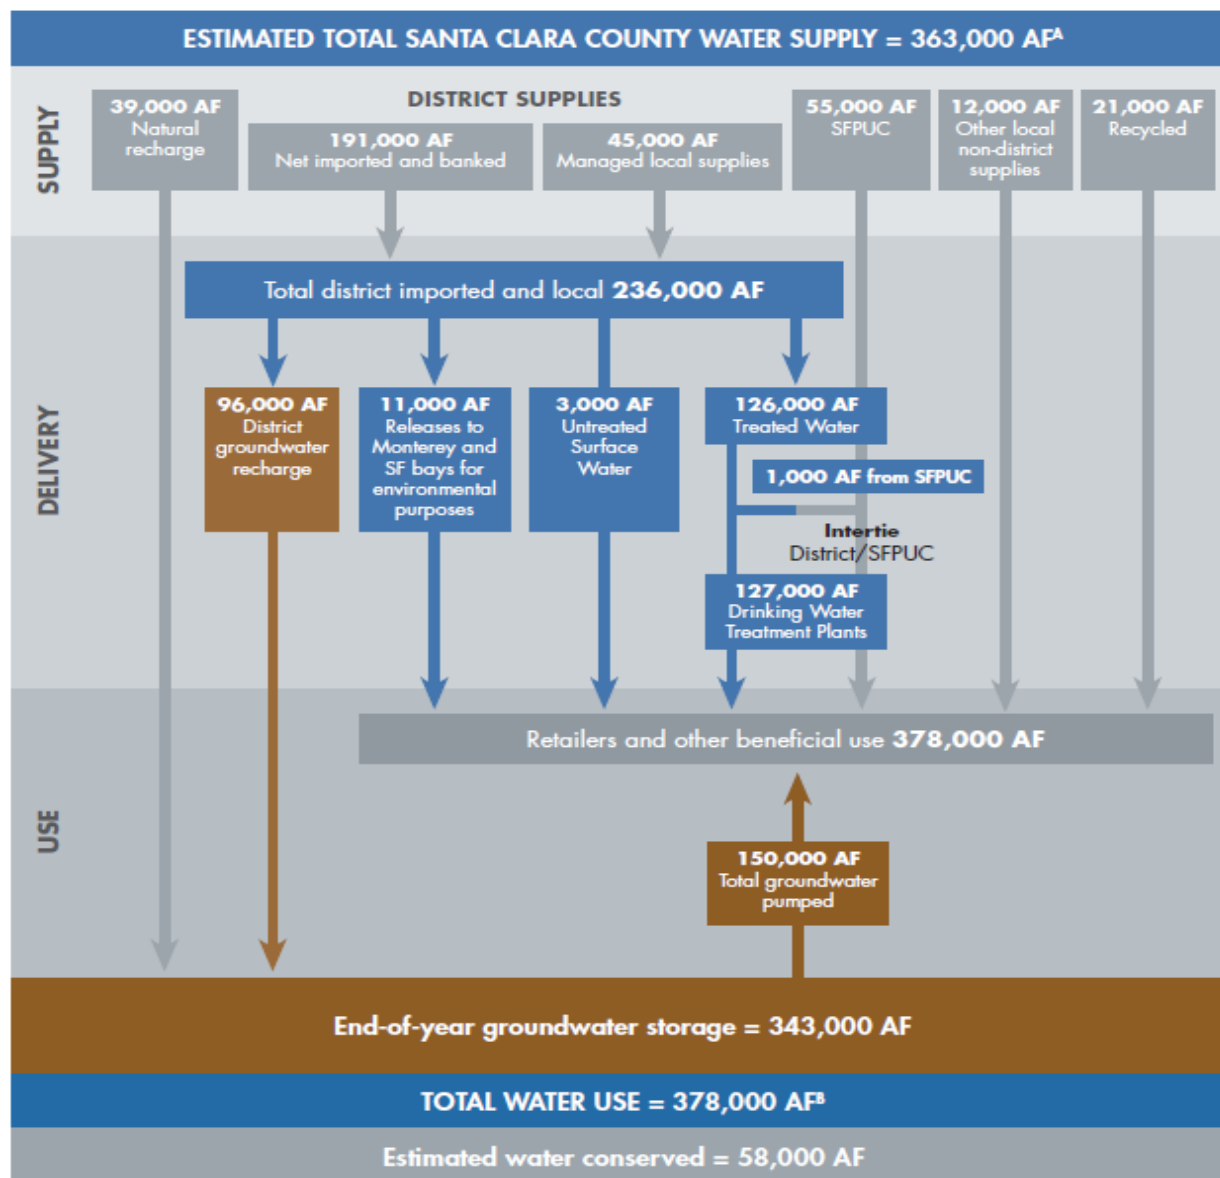 ESTIMATED TOTAL SANTA CLARA COUNTY WATER SUPPLY = 363,000 AFᴬ
SUPPLY
39,000 AF
Natural
recharge
DISTRICT SUPPLIES
191,000 AF
Net imported and banked
45,000 AF
Managed local supplies
55,000 AF
SFPUC
12,000 AF
Other local
non-district
supplies
21,000 AF
Recycled
DELIVERY
Total district imported and local 236,000 AF
96,000 AF
District
groundwater
recharge
11,000 AF
Releases to
Monterey and
SF bays for
environmental
purposes
3,000 AF
Untreated
Surface
Water
126,000 AF
Treated Water
1,000 AF from SFPUC
Intertie
District/SFPUC
127,000 AF
Drinking Water
Treatment Plants
USE
Retailers and other beneficial use 378,000 AF
150,000 AF
Total groundwater
pumped
End-of-year groundwater storage = 343,000 AF
TOTAL WATER USE = 378,000 AFᴮ
Estimated water conserved = 58,000 AF